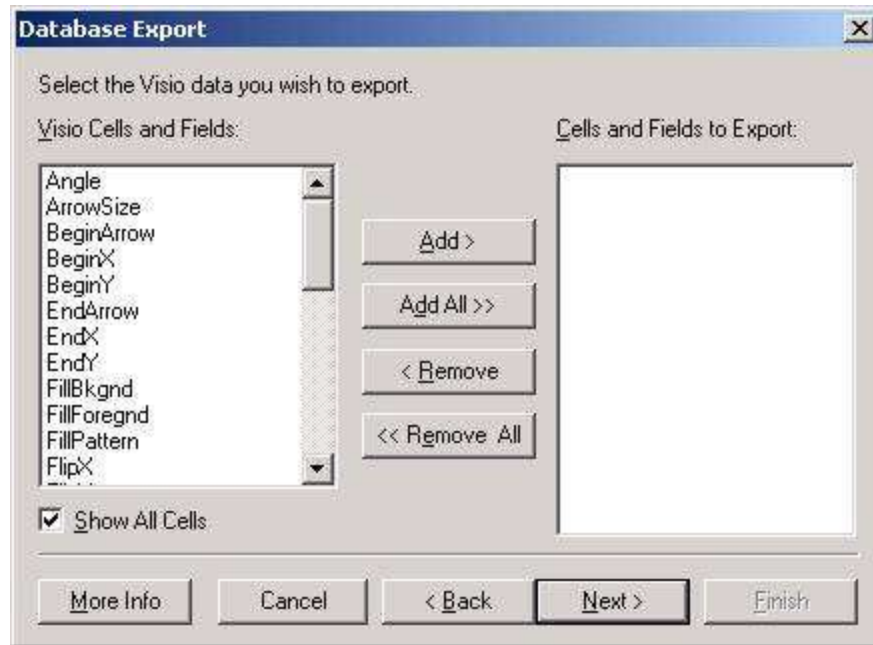 Database Export
Select the Visio data you wish to export.
Visio Cells and Fields:
Cells and Fields to Export:
Angle
ArrowSize
BeginArrow
BeginX
BeginY
EndArrow
EndX
EndY
FillBkgnd
FillForegnd
FillPattern
FlipX
Add >
Add All >>
< Remove
<< Remove All
Show All Cells
More Info
Cancel
< Back
Next >
Finish